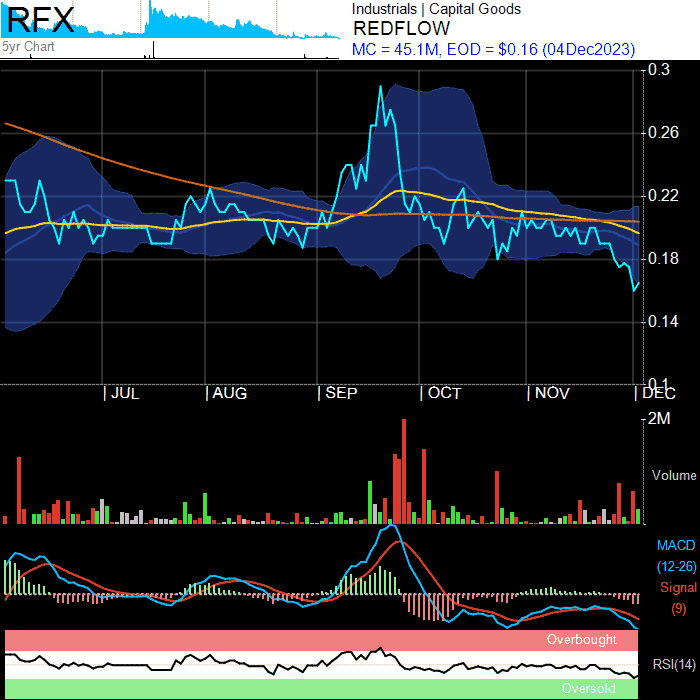 RFX
5yr Chart
Industrials | Capital Goods
REDFLOW
MC = 45.1M, EOD = $0.16 (04Dec2023)
0.3
0.26
0.22
0.18
0.14
0.1
JUL
AUG
SEP
OCT
NOV
DEC
2M
Volume
MACD
(12-26)
Signal
(9)
Overbought
RSI(14)
Oversold